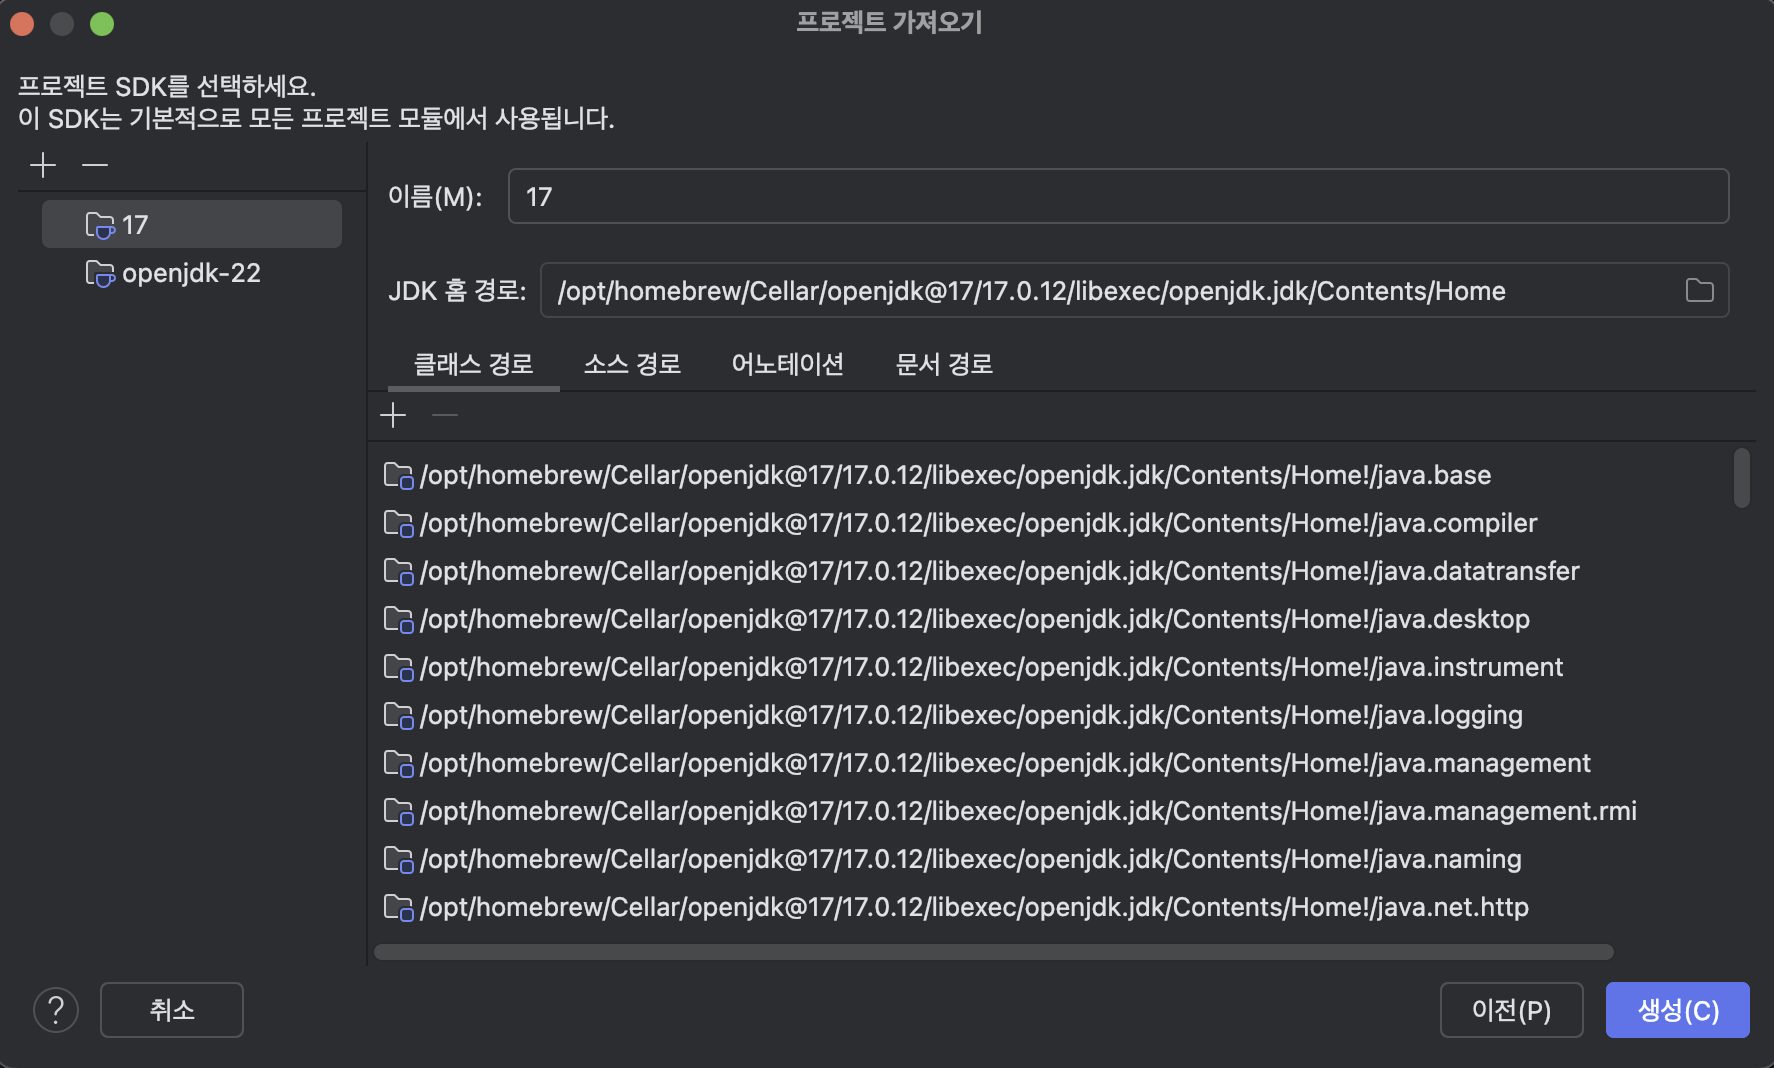 프로젝트 가져오기
프로젝트 SDK를 선택하세요.
이 SDK는 기본적으로 모든 프로젝트 모듈에서 사용됩니다.
17
openjdk-22
이름(M):
17
JDK 홈 경로:
/opt/homebrew/Cellar/openjdk@17/17.0.12/libexec/openjdk.jdk/Contents/Home
클래스 경로 소스 경로 어노테이션 문서 경로
/opt/homebrew/Cellar/openjdk@17/17.0.12/libexec/openjdk.jdk/Contents/Home!/java.base
/opt/homebrew/Cellar/openjdk@17/17.0.12/libexec/openjdk.jdk/Contents/Home!/java.compiler
/opt/homebrew/Cellar/openjdk@17/17.0.12/libexec/openjdk.jdk/Contents/Home!/java.datatransfer
/opt/homebrew/Cellar/openjdk@17/17.0.12/libexec/openjdk.jdk/Contents/Home!/java.desktop
/opt/homebrew/Cellar/openjdk@17/17.0.12/libexec/openjdk.jdk/Contents/Home!/java.instrument
/opt/homebrew/Cellar/openjdk@17/17.0.12/libexec/openjdk.jdk/Contents/Home!/java.logging
/opt/homebrew/Cellar/openjdk@17/17.0.12/libexec/openjdk.jdk/Contents/Home!/java.management
/opt/homebrew/Cellar/openjdk@17/17.0.12/libexec/openjdk.jdk/Contents/Home!/java.management.rmi
/opt/homebrew/Cellar/openjdk@17/17.0.12/libexec/openjdk.jdk/Contents/Home!/java.naming
/opt/homebrew/Cellar/openjdk@17/17.0.12/libexec/openjdk.jdk/Contents/Home!/java.net.http
? 취소 이전(P) 생성(C)